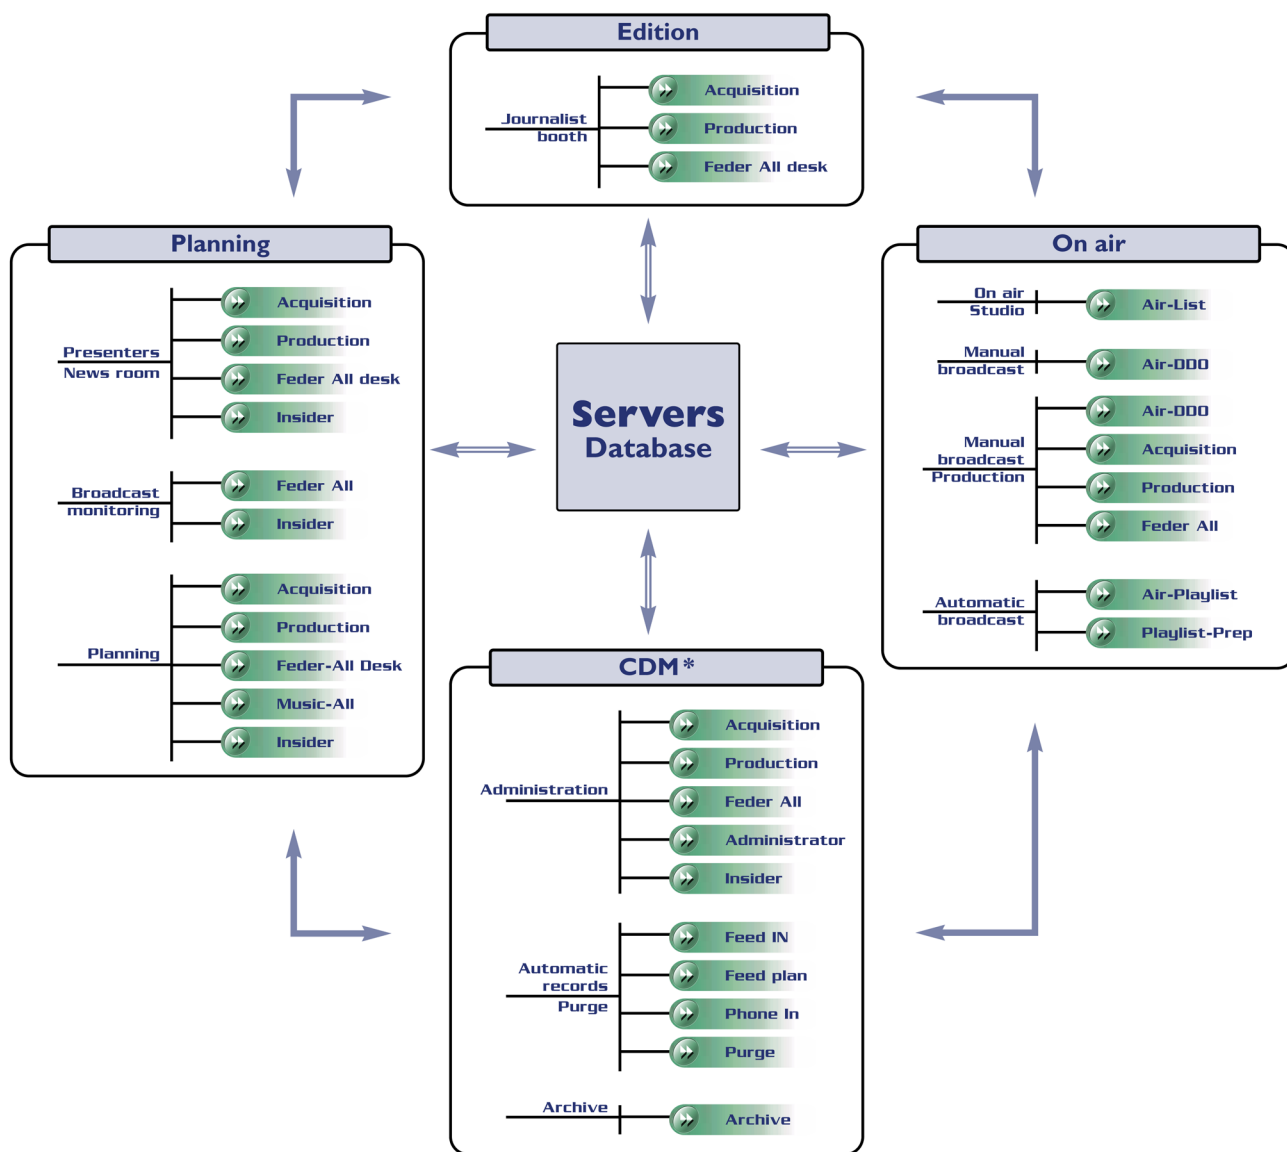 Edition
Journalist
booth
Acquisition
Production
Feder All desk
Planning
Presenters
News room
Acquisition
Production
Feder All desk
Insider
Broadcast
monitoring
Feder All
Insider
Planning
Acquisition
Production
Feder-All Desk
Music-All
Insider
Servers
Database
On air
On air
Studio
Air-List
Manual
broadcast
Air-DDO
Manual
broadcast
Production
Air-DDO
Acquisition
Production
Feder All
Automatic
broadcast
Air-Playlist
Playlist-Prep
CDM*
Administration
Acquisition
Production
Feder All
Administrator
Insider
Automatic
records
Purge
Feed IN
Feed plan
Phone In
Purge
Archive
Archive